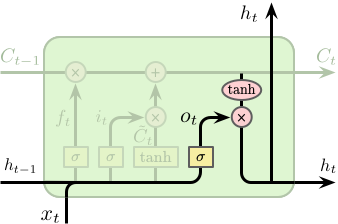 h_t
C_{t-1} × + C_t
tanh
f_t i_t × o_t ×
C̃_t
σ σ tanh σ
h_{t-1} h_t
x_t